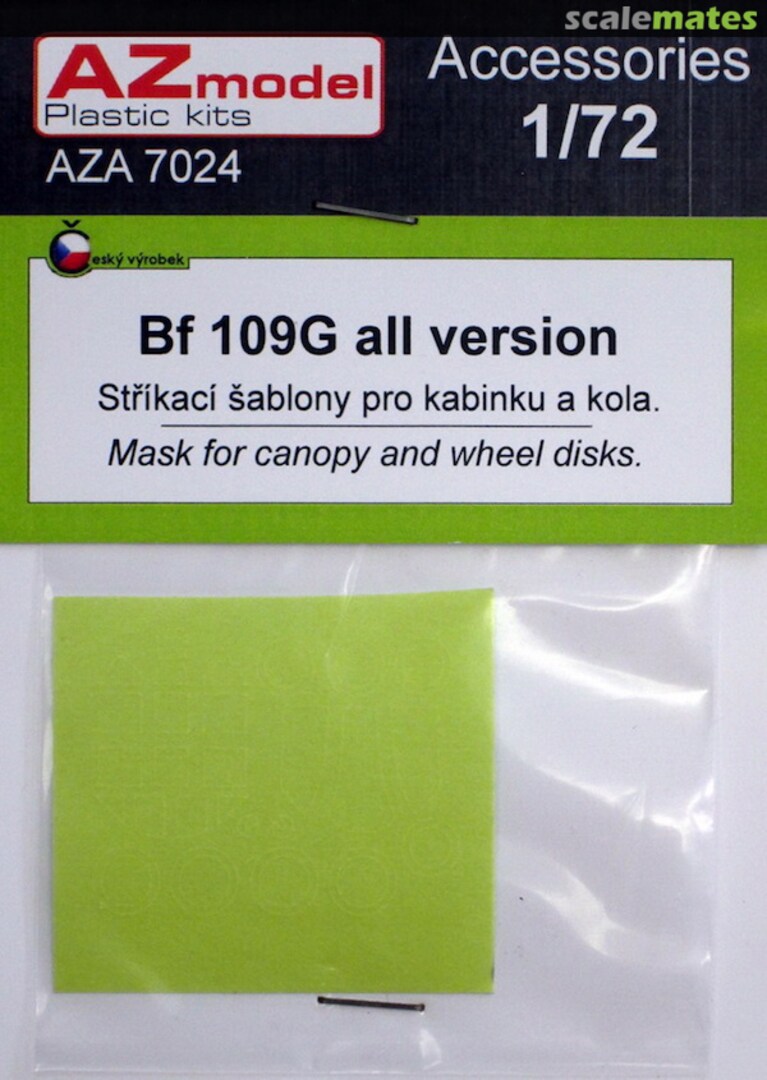 scalemates
AZmodel
Plastic kits
Accessories
1/72
AZA 7024
Český výrobek
Bf 109G all version
Stříkací šablony pro kabinku a kola.
Mask for canopy and wheel disks.